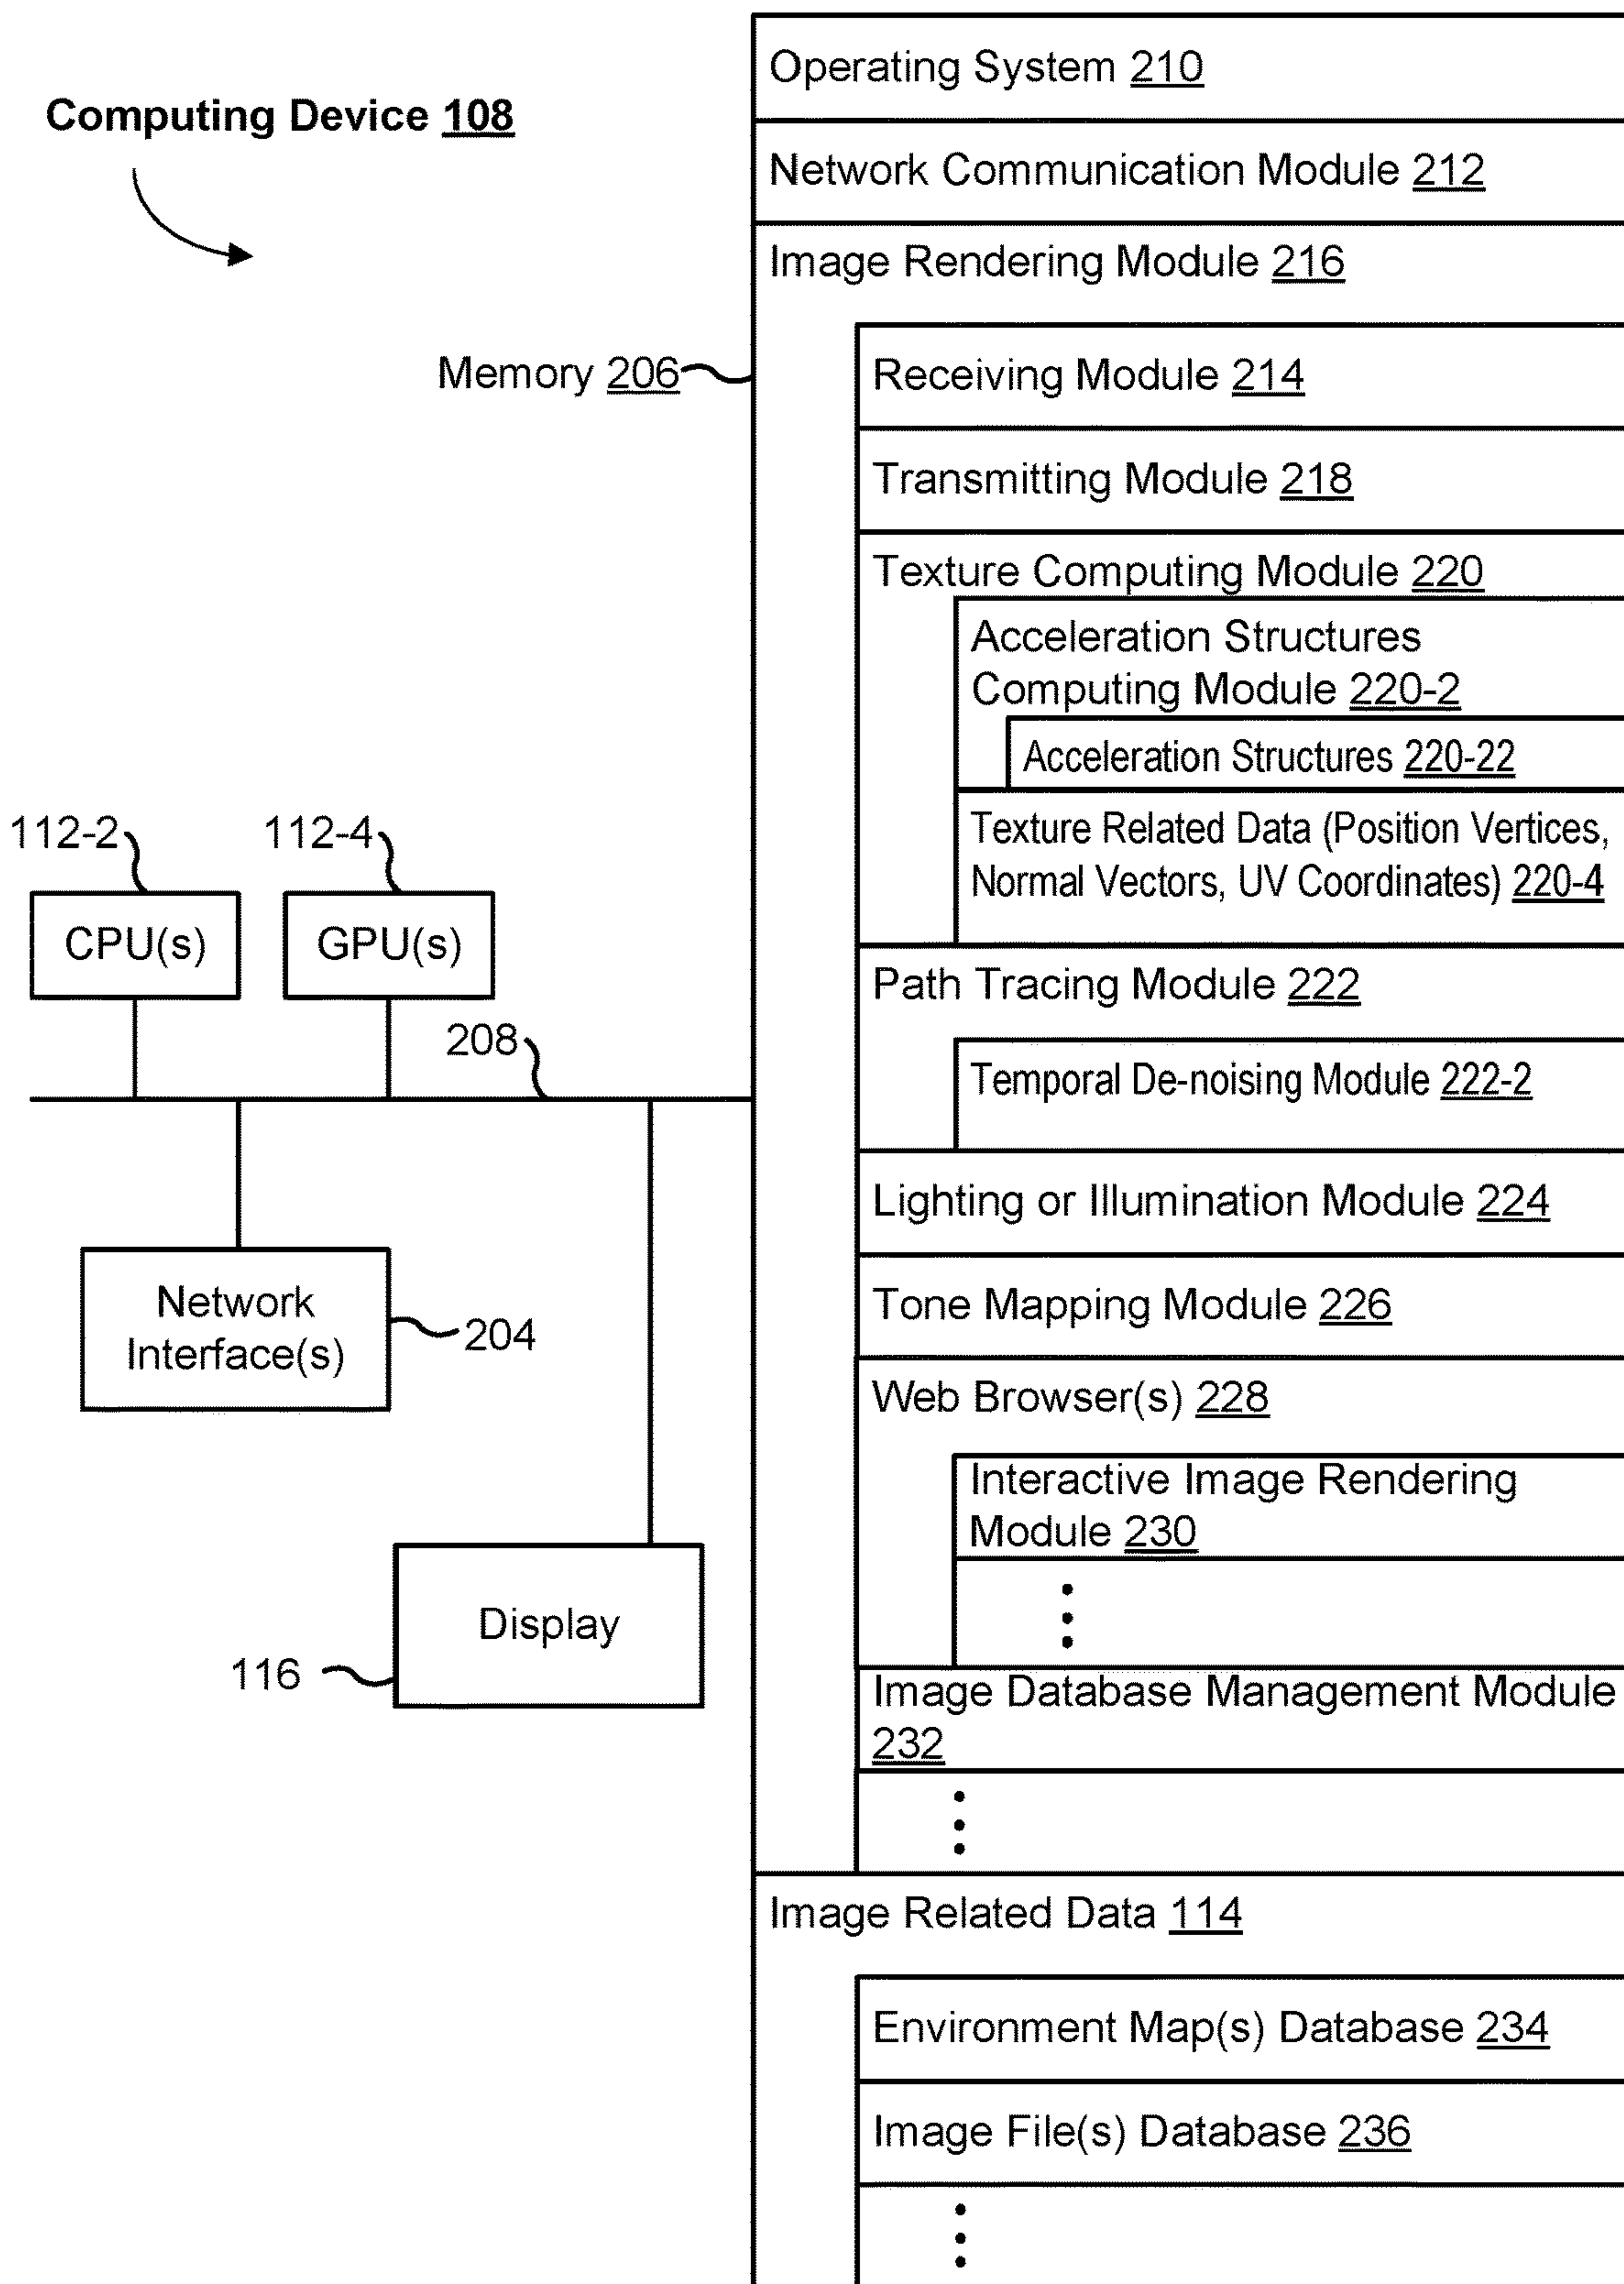 Computing Device 108
Operating System 210
Network Communication Module 212
Image Rendering Module 216
Memory 206
Receiving Module 214
Transmitting Module 218
Texture Computing Module 220
Acceleration Structures
Computing Module 220-2
Acceleration Structures 220-22
Texture Related Data (Position Vertices,
Normal Vectors, UV Coordinates) 220-4
112-2
112-4
CPU(s)
GPU(s)
Path Tracing Module 222
208
Temporal De-noising Module 222-2
Lighting or Illumination Module 224
Network
Interface(s)
204
Tone Mapping Module 226
Web Browser(s) 228
Interactive Image Rendering
Module 230
Display
116
Image Database Management Module
232
Image Related Data 114
Environment Map(s) Database 234
Image File(s) Database 236